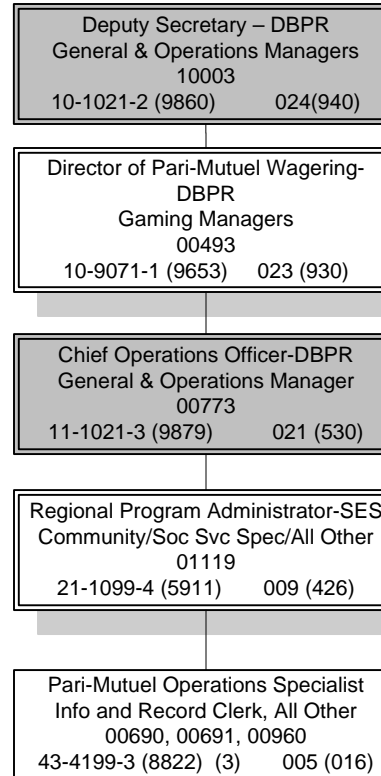 Deputy Secretary – DBPR
General & Operations Managers
10003
10-1021-2 (9860) 024(940)
Director of Pari-Mutuel Wagering-
DBPR
Gaming Managers
00493
10-9071-1 (9653) 023 (930)
Chief Operations Officer-DBPR
General & Operations Manager
00773
11-1021-3 (9879) 021 (530)
Regional Program Administrator-SES
Community/Soc Svc Spec/All Other
01119
21-1099-4 (5911) 009 (426)
Pari-Mutuel Operations Specialist
Info and Record Clerk, All Other
00690, 00691, 00960
43-4199-3 (8822) (3) 005 (016)